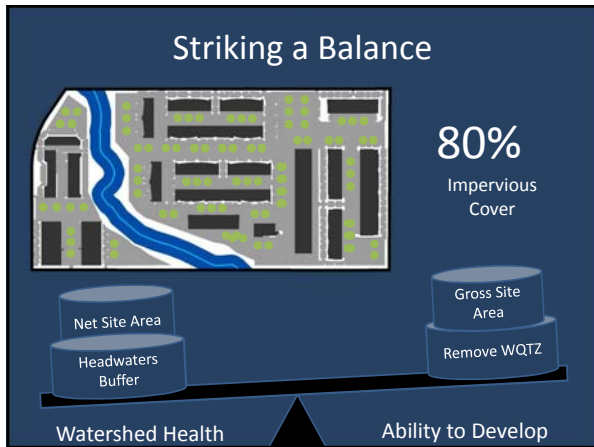 Striking a Balance
80%
Impervious
Cover
Net Site Area
Headwaters
Buffer
Gross Site
Area
Remove WQTZ
Watershed Health
Ability to Develop